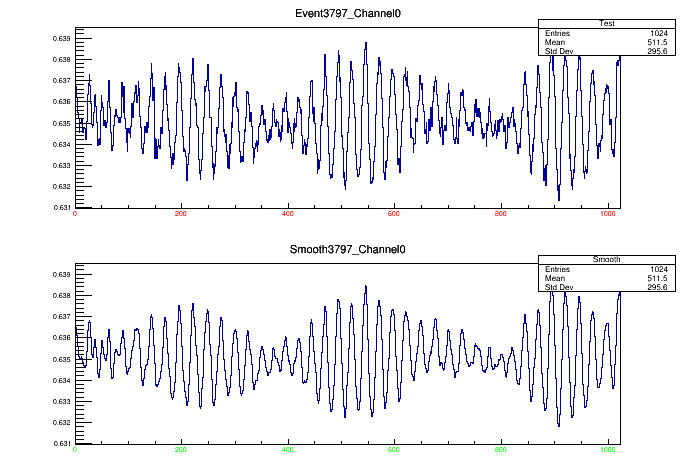 Event3797_Channel0
Test
Entries 1024
Mean 511.5
Std Dev 295.6
0.639
0.638
0.637
0.636
0.635
0.634
0.633
0.632
0.631
0 200 400 600 800 1000
Smooth3797_Channel0
Smooth
Entries 1024
Mean 511.5
Std Dev 295.6
0.639
0.638
0.637
0.636
0.635
0.634
0.633
0.632
0.631
0 200 400 600 800 1000